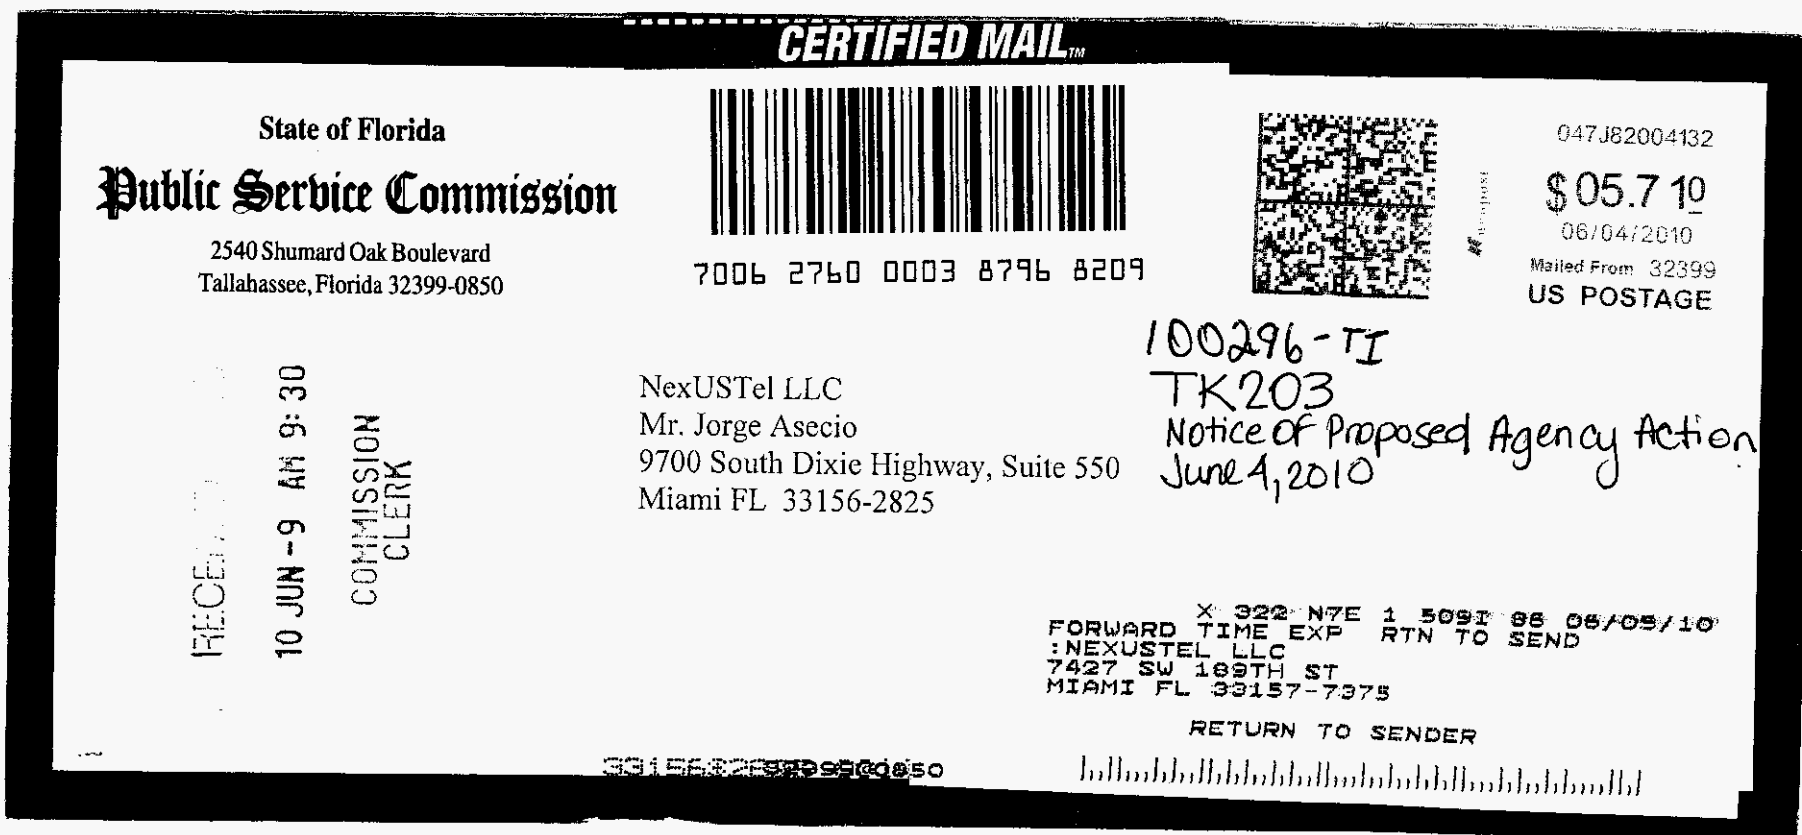 CERTIFIED MAIL™
State of Florida
Public Service Commission
2540 Shumard Oak Boulevard
Tallahassee, Florida 32399-0850
7006 2760 0003 8796 8209
047J82004132
$05.710
06/04/2010
Mailed From 32399
US POSTAGE
100296-TI
TK203
Notice of Proposed Agency Action
June 4, 2010
NexUSTel LLC
Mr. Jorge Asecio
9700 South Dixie Highway, Suite 550
Miami FL 33156-2825
10 JUN -9 AM 9:30
COMMISSION
CLERK
X 322 N7E 1 509I 06/05/10
FORWARD TIME EXP RTN TO SEND
:NEXUSTEL LLC
7427 SW 189TH ST
MIAMI FL 33157-7375
RETURN TO SENDER